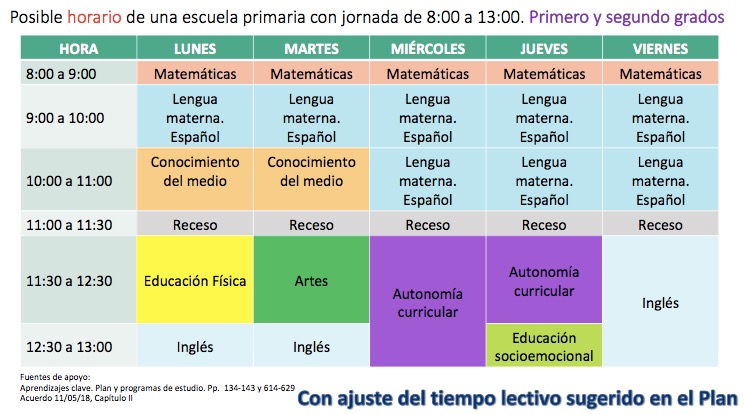 Posible horario de una escuela primaria con jornada de 8:00 a 13:00. Primero y segundo grados
HORA LUNES MARTES MIÉRCOLES JUEVES VIERNES
8:00 a 9:00 Matemáticas Matemáticas Matemáticas Matemáticas Matemáticas
9:00 a 10:00
Lengua materna. Español
Lengua materna. Español
Lengua materna. Español
Lengua materna. Español
Lengua materna. Español
10:00 a 11:00
Conocimiento del medio
Conocimiento del medio
Lengua materna. Español
Lengua materna. Español
Lengua materna. Español
11:00 a 11:30 Receso Receso Receso Receso Receso
11:30 a 12:30
Educación Física
Artes
Autonomía curricular
Autonomía curricular
Inglés
12:30 a 13:00
Inglés
Inglés
Educación socioemocional
Fuentes de apoyo:
Aprendizajes clave. Plan y programas de estudio. Pp. 134-143 y 614-629
Acuerdo 11/05/18, Capítulo II
Con ajuste del tiempo lectivo sugerido en el Plan